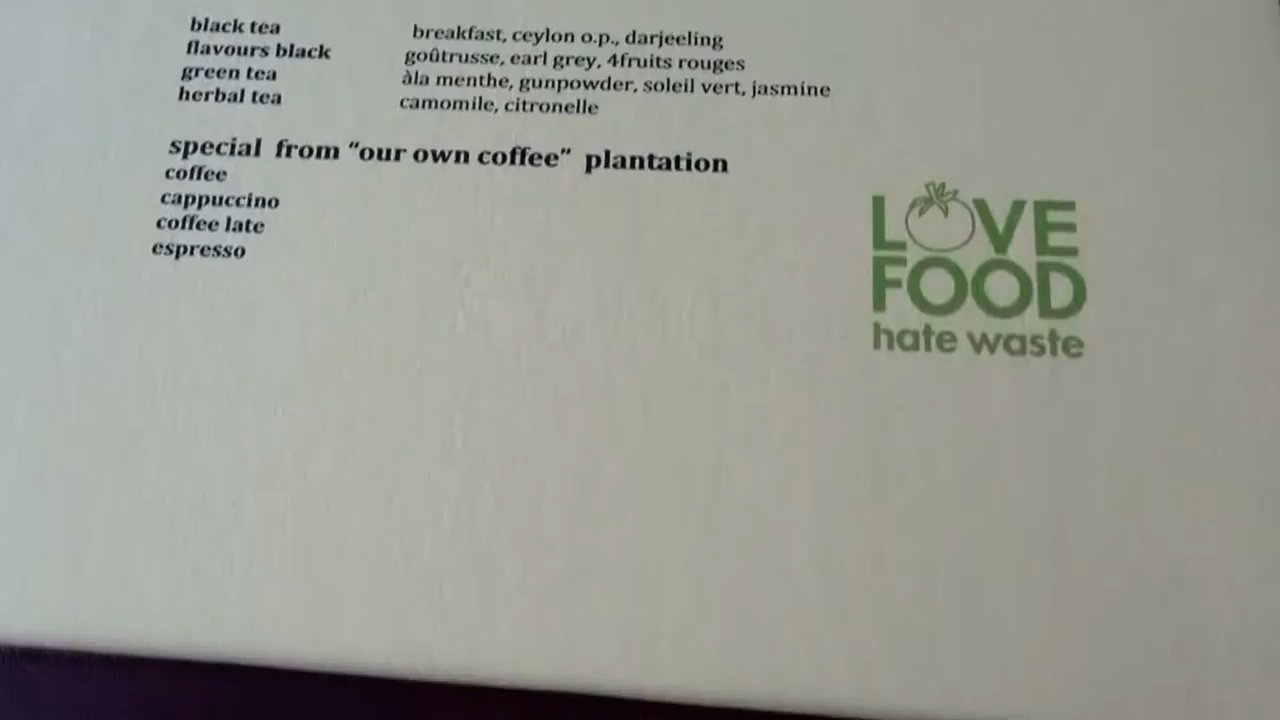 black tea breakfast, ceylon o.p., darjeeling
flavours black goûtrusse, earl grey, 4fruits rouges
green tea àla menthe, gunpowder, soleil vert, jasmine
herbal tea camomile, citronelle
special from "our own coffee" plantation
coffee
cappuccino
coffee late
espresso
LOVE
FOOD
hate waste